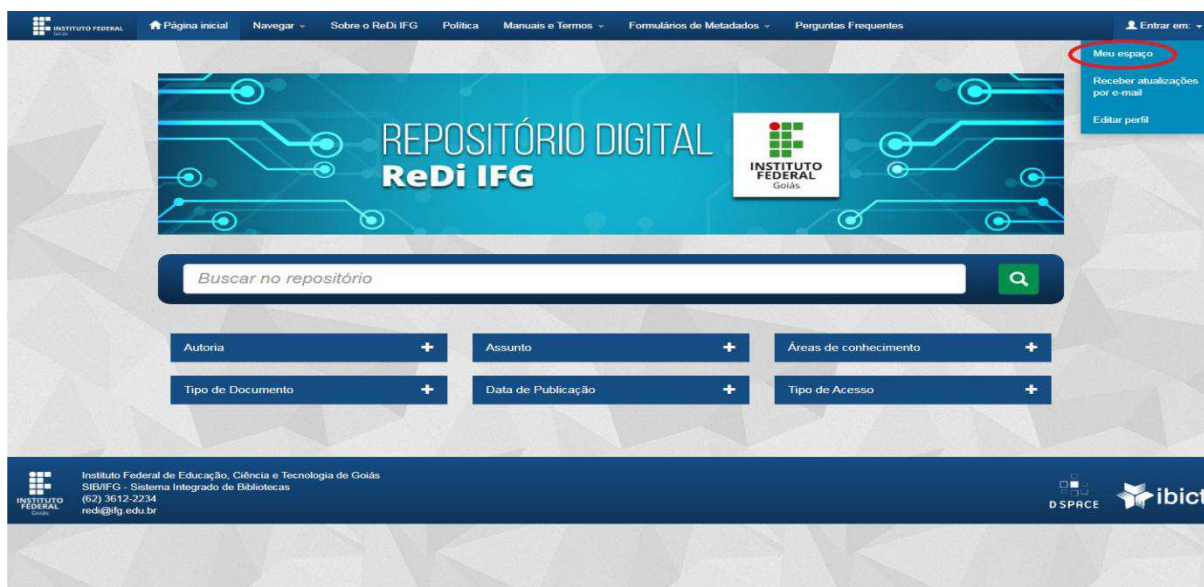 INSTITUTO FEDERAL
Goiás
Página inicial
Navegar
Sobre o ReDi IFG
Política
Manuais e Termos
Formulários de Metadados
Perguntas Frequentes
Entrar em:
Meu espaço
Receber atualizações
por e-mail
Editar perfil
REPOSITÓRIO DIGITAL
ReDi IFG
INSTITUTO
FEDERAL
Goiás
Buscar no repositório
Autoria
Assunto
Áreas de conhecimento
Tipo de Documento
Data de Publicação
Tipo de Acesso
INSTITUTO
FEDERAL
Goiás
Instituto Federal de Educação, Ciência e Tecnologia de Goiás
SIB/IFG - Sistema Integrado de Bibliotecas
(62) 3612-2234
redi@ifg.edu.br
DSPACE
ibict